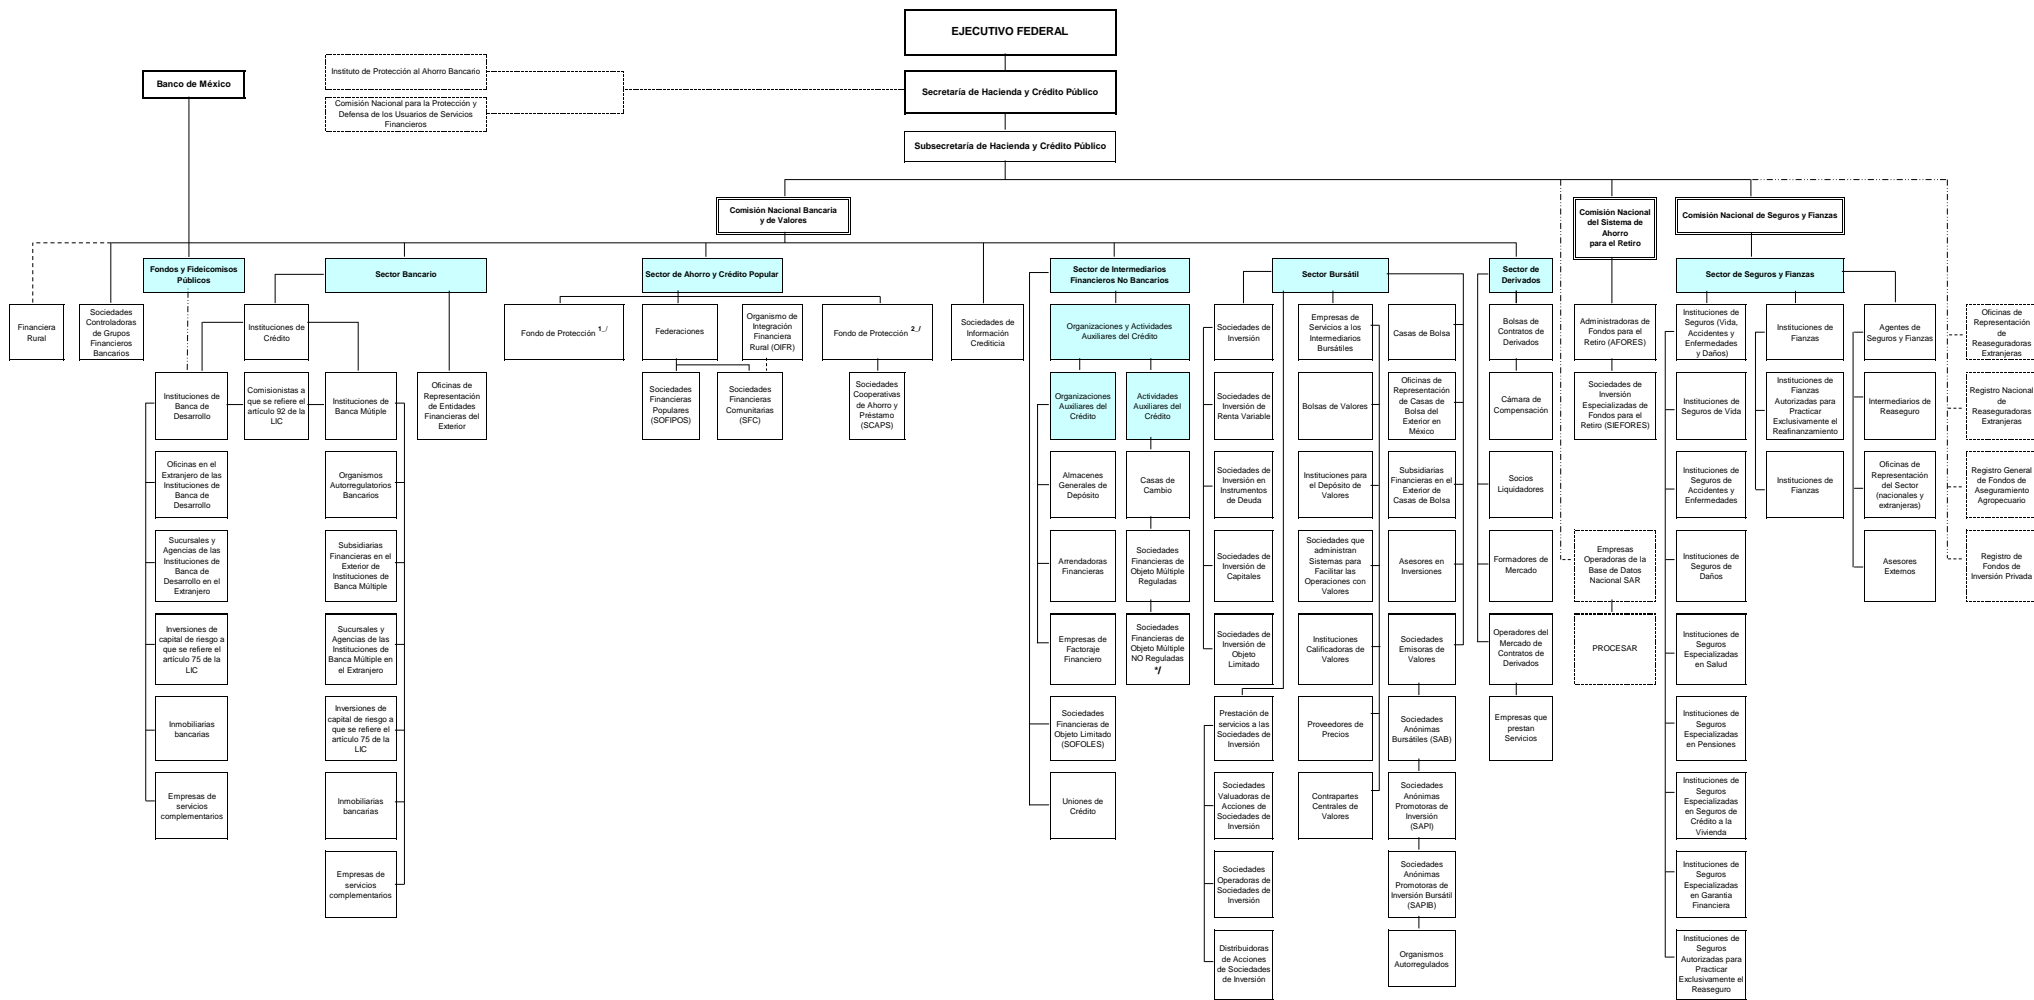 EJECUTIVO FEDERAL
Instituto de Protección al Ahorro Bancario
Banco de México
Secretaría de Hacienda y Crédito Público
Comisión Nacional para la Protección y
Defensa de los Usuarios de Servicios
Financieros
Subsecretaría de Hacienda y Crédito Público
Comisión Nacional Bancaria
y de Valores
Comisión Nacional
del Sistema de
Ahorro
para el Retiro
Comisión Nacional de Seguros y Fianzas
Fondos y Fideicomisos
Públicos
Sector Bancario
Sector de Ahorro y Crédito Popular
Sector de Intermediarios
Financieros No Bancarios
Sector Bursátil
Sector de
Derivados
Sector de Seguros y Fianzas
Financiera
Rural
Sociedades
Controladoras
de Grupos
Financieros
Bancarios
Instituciones de
Crédito
Fondo de Protección 1_/
Federaciones
Organismo de
Integración
Financiera
Rural (OIFR)
Fondo de Protección 2_/
Sociedades
de Información
Crediticia
Organizaciones y Actividades
Auxiliares del Crédito
Sociedades de
Inversión
Empresas de
Servicios a los
Intermediarios
Bursátiles
Casas de Bolsa
Bolsas de
Contratos de
Derivados
Administradoras de
Fondos para el
Retiro (AFORES)
Instituciones de
Seguros (Vida,
Accidentes y
Enfermedades
y Daños)
Instituciones de
Fianzas
Agentes de
Seguros y Fianzas
Oficinas de
Representación
de
Reaseguradoras
Extranjeras
Instituciones de
Banca de
Desarrollo
Comisionistas a
que se refiere el
artículo 92 de la
LIC
Instituciones de
Banca Mútiple
Oficinas de
Representación
de Entidades
Financieras del
Exterior
Sociedades
Financieras
Populares
(SOFIPOS)
Sociedades
Financieras
Comunitarias
(SFC)
Sociedades
Cooperativas
de Ahorro y
Préstamo
(SCAPS)
Organizaciones
Auxiliares del
Crédito
Actividades
Auxiliares del
Crédito
Sociedades de
Inversión de
Renta Variable
Bolsas de Valores
Oficinas de
Representación
de Casas de
Bolsa del
Exterior en
México
Cámara de
Compensación
Sociedades de
Inversión
Especializadas de
Fondos para el
Retiro (SIEFORES)
Instituciones de
Seguros de Vida
Instituciones de
Fianzas
Autorizadas para
Practicar
Exclusivamente el
Reafinanzamiento
Intermediarios de
Reaseguro
Registro Nacional
de
Reaseguradoras
Extranjeras
Oficinas en el
Extranjero de las
Instituciones de
Banca de
Desarrollo
Organismos
Autorregulatorios
Bancarios
Almacenes
Generales de
Depósito
Casas de
Cambio
Sociedades de
Inversión en
Instrumentos
de Deuda
Instituciones para
el Depósito de
Valores
Subsidiarias
Financieras en el
Exterior de
Casas de Bolsa
Socios
Liquidadores
Instituciones de
Seguros de
Accidentes y
Enfermedades
Instituciones de
Fianzas
Oficinas de
Representación
del Sector
(nacionales y
extranjeras)
Registro General
de Fondos de
Aseguramiento
Agropecuario
Sucursales y
Agencias de las
Instituciones de
Banca de
Desarrollo en el
Extranjero
Subsidiarias
Financieras en el
Exterior de
Instituciones de
Banca Múltiple
Arrendadoras
Financieras
Sociedades
Financieras de
Objeto Múltiple
Reguladas
Sociedades de
Inversión de
Capitales
Sociedades que
administran
Sistemas para
Facilitar las
Operaciones con
Valores
Asesores en
Inversiones
Formadores de
Mercado
Empresas
Operadoras de la
Base de Datos
Nacional SAR
Instituciones de
Seguros de
Daños
Asesores
Externos
Registro de
Fondos de
Inversión Privada
InverSiones de
capital de riesgo a
que se refiere el
artículo 75 de la
LIC
Sucursales y
Agencias de las
Instituciones de
Banca Múltiple en
el Extranjero
Empresas de
Factoraje
Financiero
Sociedades
Financieras de
Objeto Múltiple
NO Reguladas
*/
Sociedades de
Inversión de
Objeto
Limitado
Instituciones
Calificadoras de
Valores
Sociedades
Emisoras de
Valores
Operadores del
Mercado de
Contratos de
Derivados
PROCESAR
Instituciones de
Seguros
Especializadas
en Salud
Inmobiliarias
bancarias
Inverciones de
capital de riesgo a
que se refiere el
artículo 75 de la
LIC
Sociedades
Financieras de
Objeto Limitado
(SOFOLES)
Prestación de
servicios a las
Sociedades de
Inversión
Proveedores de
Precios
Sociedades
Anónimas
Bursátiles (SAB)
Empresas que
prestan
Servicios
Instituciones de
Seguros
Especializadas
en Pensiones
Empresas de
servicios
complementarios
Inmobiliarias
bancarias
Uniones de
Crédito
Sociedades
Valuadoras de
Acciones de
Sociedades de
Inversión
Contrapartes
Centrales de
Valores
Sociedades
Anónimas
Promotoras de
Inversión
(SAPI)
Instituciones de
Seguros
Especializadas
en Seguros de
Crédito a la
Vivienda
Empresas de
servicios
complementarios
Sociedades
Operadoras de
Sociedades de
Inversión
Sociedades
Anónimas
Promotoras de
Inversión Bursátil
(SAPIB)
Instituciones de
Seguros
Especializadas
en Garantía
Financiera
Distribuidoras
de Acciones
de Sociedades
de Inversión
Organismos
Autorregulados
Instituciones de
Seguros
Autorizadas para
Practicar
Exclusivamente el
Reaseguro